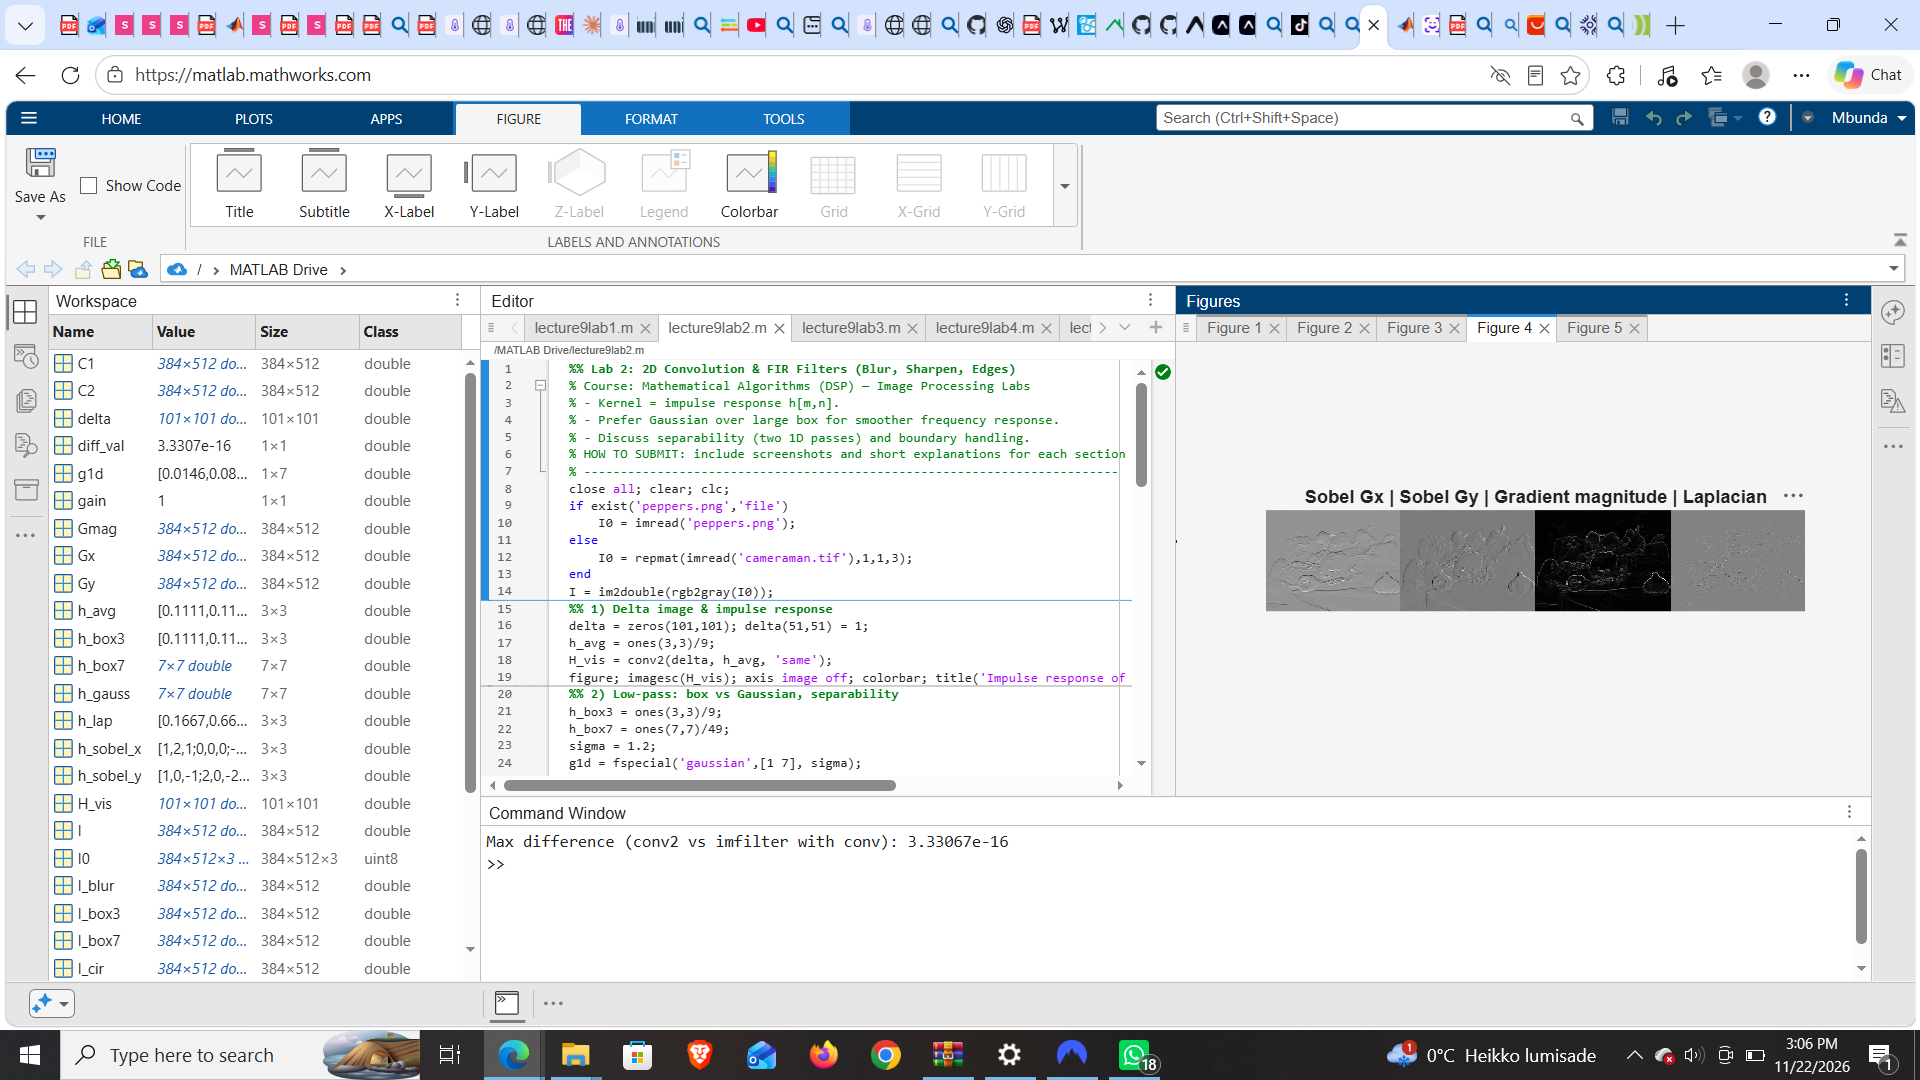 https://matlab.mathworks.com
Chat
HOME
PLOTS
APPS
FIGURE
FORMAT
TOOLS
Search (Ctrl+Shift+Space)
Mbunda
Save As
Show Code
Title
Subtitle
X-Label
Y-Label
Z-Label
Legend
Colorbar
Grid
X-Grid
Y-Grid
FILE
LABELS AND ANNOTATIONS
/ › MATLAB Drive ›
Workspace
Name Value Size Class
C1 384×512 do... 384×512 double
C2 384×512 do... 384×512 double
delta 101×101 do... 101×101 double
diff_val 3.3307e-16 1×1 double
g1d [0.0146,0.08... 1×7 double
gain 1 1×1 double
Gmag 384×512 do... 384×512 double
Gx 384×512 do... 384×512 double
Gy 384×512 do... 384×512 double
h_avg [0.1111,0.11... 3×3 double
h_box3 [0.1111,0.11... 3×3 double
h_box7 7×7 double 7×7 double
h_gauss 7×7 double 7×7 double
h_lap [0.1667,0.66... 3×3 double
h_sobel_x [1,2,1;0,0,0;-... 3×3 double
h_sobel_y [1,0,-1;2,0,-2... 3×3 double
H_vis 101×101 do... 101×101 double
I 384×512 do... 384×512 double
I0 384×512×3 ... 384×512×3 uint8
I_blur 384×512 do... 384×512 double
I_box3 384×512 do... 384×512 double
I_box7 384×512 do... 384×512 double
I_cir 384×512 do... 384×512 double
Editor
lecture9lab1.m
lecture9lab2.m
lecture9lab3.m
lecture9lab4.m
lect
/MATLAB Drive/lecture9lab2.m
1 %% Lab 2: 2D Convolution & FIR Filters (Blur, Sharpen, Edges)
2 % Course: Mathematical Algorithms (DSP) — Image Processing Labs
3 % - Kernel = impulse response h[m,n].
4 % - Prefer Gaussian over large box for smoother frequency response.
5 % - Discuss separability (two 1D passes) and boundary handling.
6 % HOW TO SUBMIT: include screenshots and short explanations for each section
7 % --------------------------------------------------------------------------
8 close all; clear; clc;
9 if exist('peppers.png','file')
10 I0 = imread('peppers.png');
11 else
12 I0 = repmat(imread('cameraman.tif'),1,1,3);
13 end
14 I = im2double(rgb2gray(I0));
15 %% 1) Delta image & impulse response
16 delta = zeros(101,101); delta(51,51) = 1;
17 h_avg = ones(3,3)/9;
18 H_vis = conv2(delta, h_avg, 'same');
19 figure; imagesc(H_vis); axis image off; colorbar; title('Impulse response of
20 %% 2) Low-pass: box vs Gaussian, separability
21 h_box3 = ones(3,3)/9;
22 h_box7 = ones(7,7)/49;
23 sigma = 1.2;
24 g1d = fspecial('gaussian',[1 7], sigma);
Figures
Figure 1
Figure 2
Figure 3
Figure 4
Figure 5
Sobel Gx | Sobel Gy | Gradient magnitude | Laplacian
Command Window
Max difference (conv2 vs imfilter with conv): 3.33067e-16
>>
Type here to search
18
1
0°C Heikko lumisade
3:06 PM
11/22/2026
1